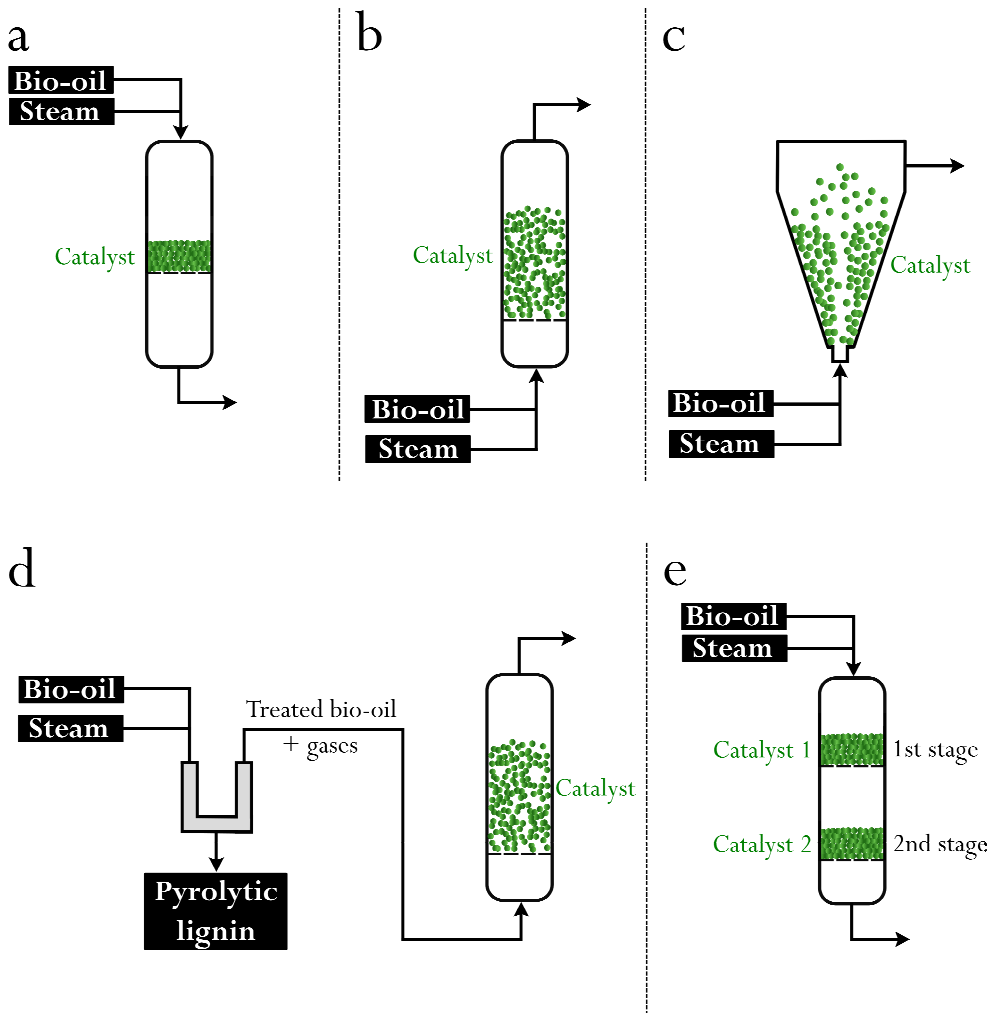 a
Bio-oil
Steam
Catalyst
b
Catalyst
Bio-oil
Steam
c
Catalyst
Bio-oil
Steam
d
Bio-oil
Steam
Treated bio-oil
+ gases
Catalyst
Pyrolytic
lignin
e
Bio-oil
Steam
Catalyst 1
1st stage
Catalyst 2
2nd stage